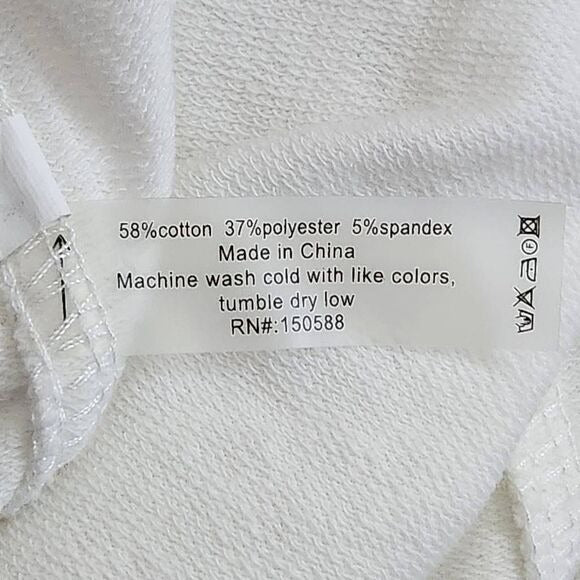 58%cotton 37%polyester 5%spandex
Made in China
Machine wash cold with like colors,
tumble dry low
RN#:150588
F